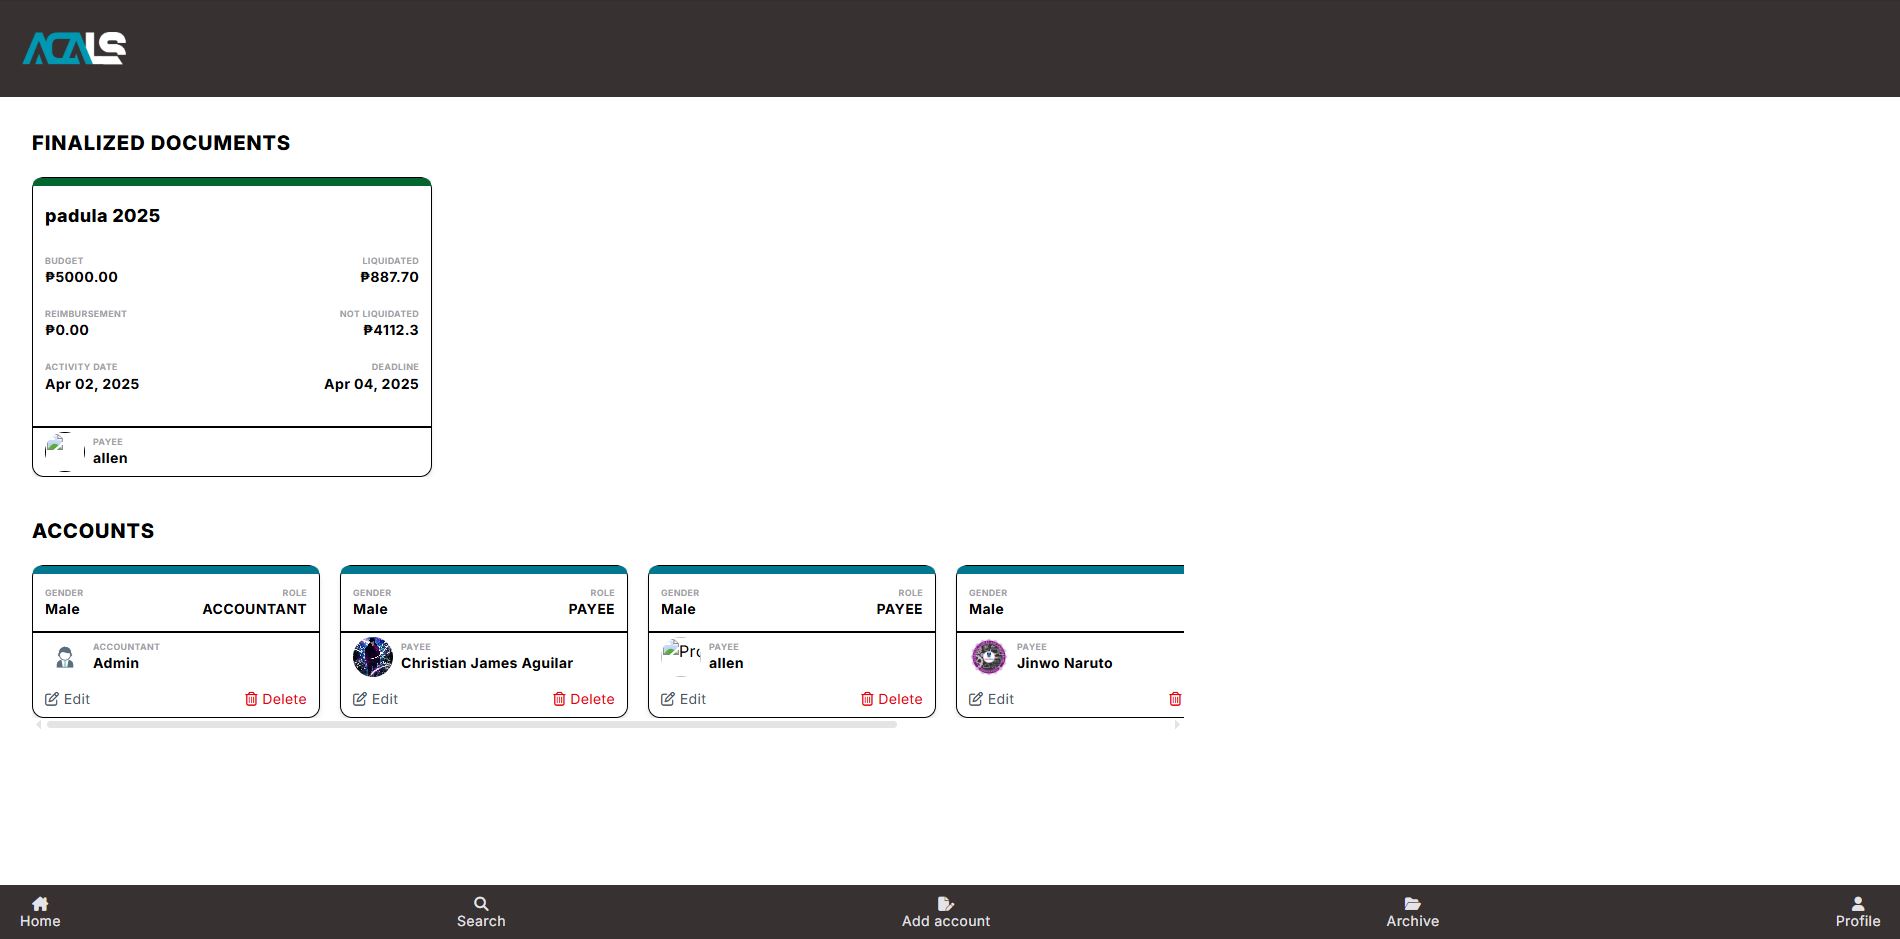 ACALS
FINALIZED DOCUMENTS
padula 2025
BUDGET LIQUIDATED
₱5000.00 ₱887.70
REIMBURSEMENT NOT LIQUIDATED
₱0.00 ₱4112.3
ACTIVITY DATE DEADLINE
Apr 02, 2025 Apr 04, 2025
PAYEE
allen
ACCOUNTS
GENDER ROLE
Male ACCOUNTANT
ACCOUNTANT
Admin
Edit Delete
GENDER ROLE
Male PAYEE
PAYEE
Christian James Aguilar
Edit Delete
GENDER ROLE
Male PAYEE
Pro
PAYEE
allen
Edit Delete
GENDER
Male
PAYEE
Jinwo Naruto
Edit
Home Search Add account Archive Profile